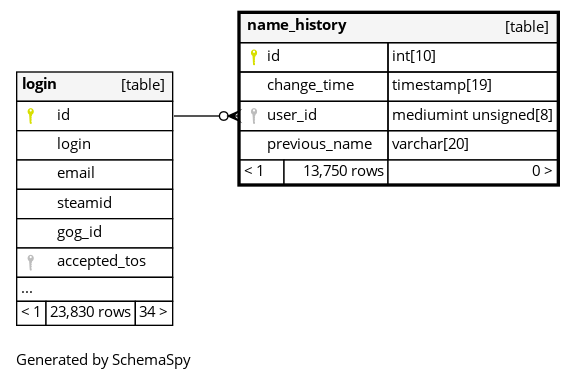 name_history [table]
id int[10]
change_time timestamp[19]
user_id mediumint unsigned[8]
previous_name varchar[20]
< 1 13,750 rows 0 >
login [table]
id
login
email
steamid
gog_id
accepted_tos
...
< 1 23,830 rows 34 >
Generated by SchemaSpy